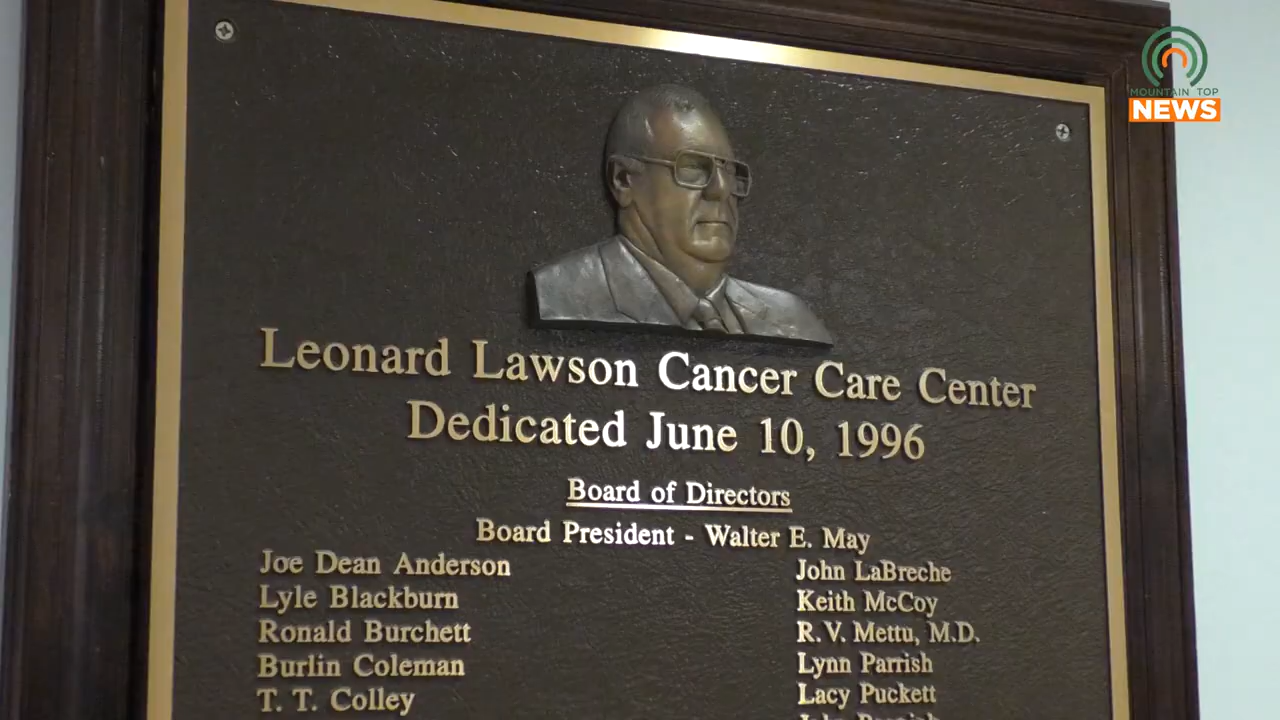 MOUNTAIN TOP
NEWS
Leonard Lawson Cancer Care Center
Dedicated June 10, 1996
Board of Directors
Board President - Walter E. May
Joe Dean Anderson
Lyle Blackburn
Ronald Burchett
Burlin Coleman
T. T. Colley
John LaBreche
Keith McCoy
R.V. Mettu, M.D.
Lynn Parrish
Lacy Puckett